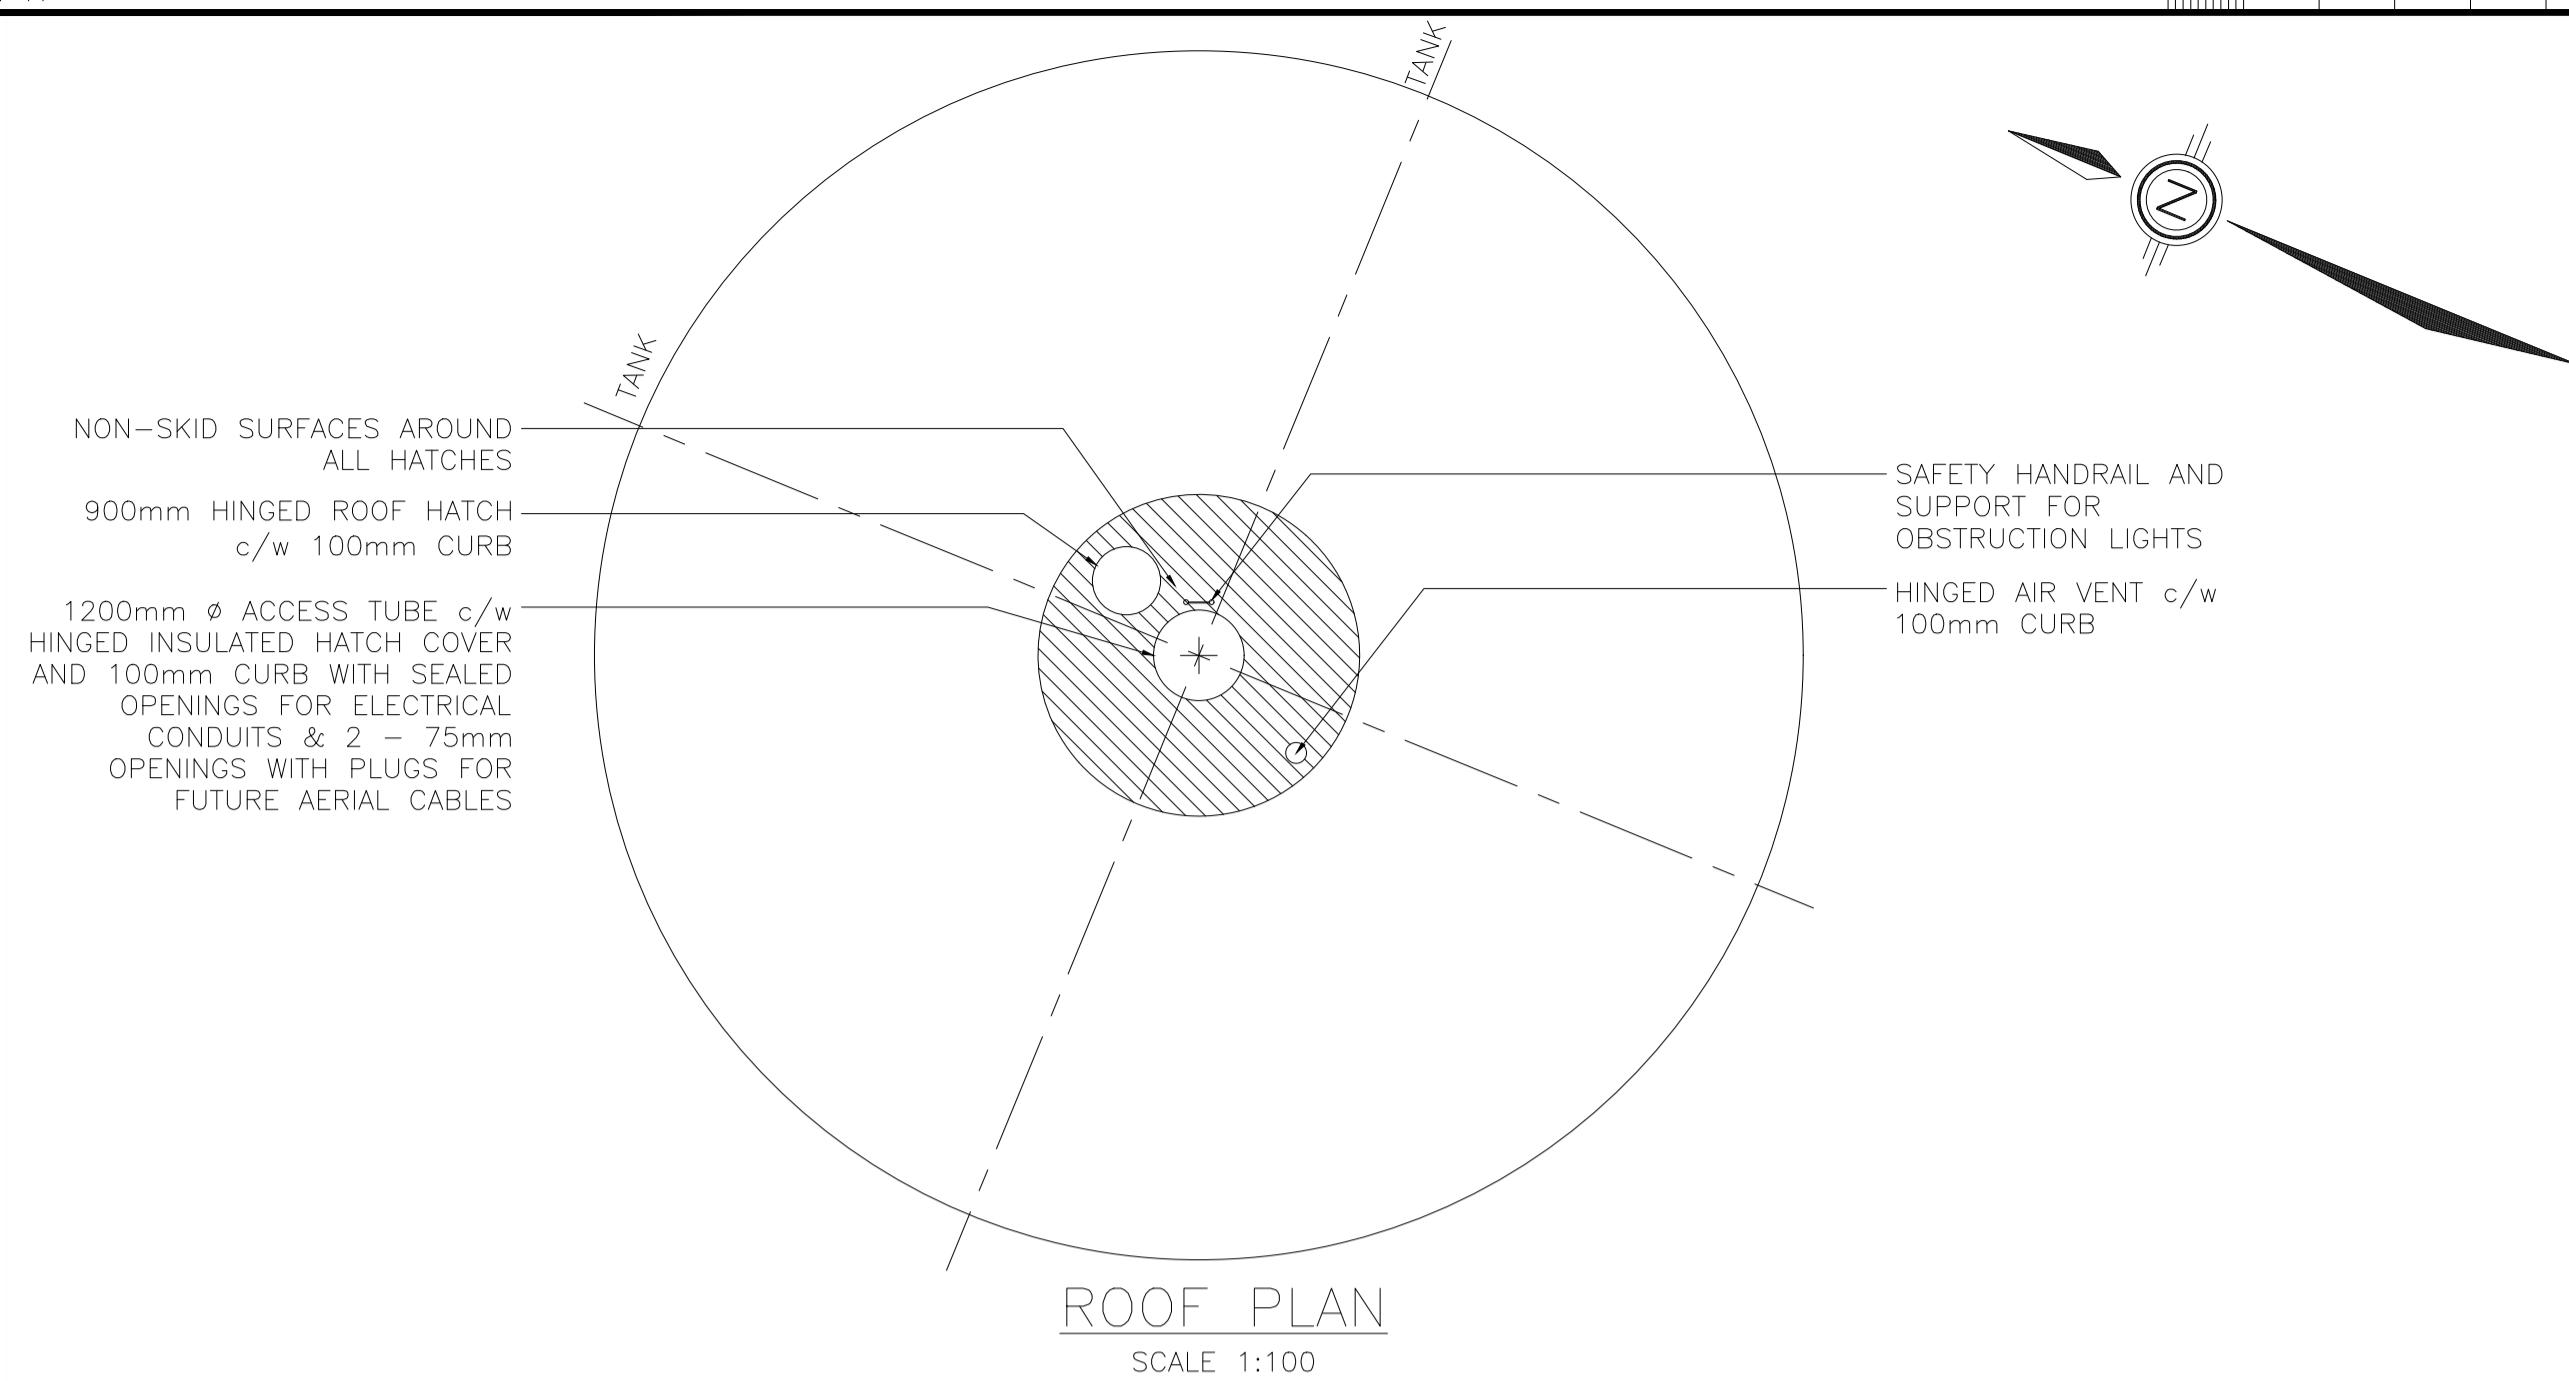 TANK
TANK
NON-SKID SURFACES AROUND
ALL HATCHES
900mm HINGED ROOF HATCH
c/w 100mm CURB
1200mm ø ACCESS TUBE c/w
HINGED INSULATED HATCH COVER
AND 100mm CURB WITH SEALED
OPENINGS FOR ELECTRICAL
CONDUITS & 2 - 75mm
OPENINGS WITH PLUGS FOR
FUTURE AERIAL CABLES
SAFETY HANDRAIL AND
SUPPORT FOR
OBSTRUCTION LIGHTS
HINGED AIR VENT c/w
100mm CURB
N
ROOF PLAN
SCALE 1:100